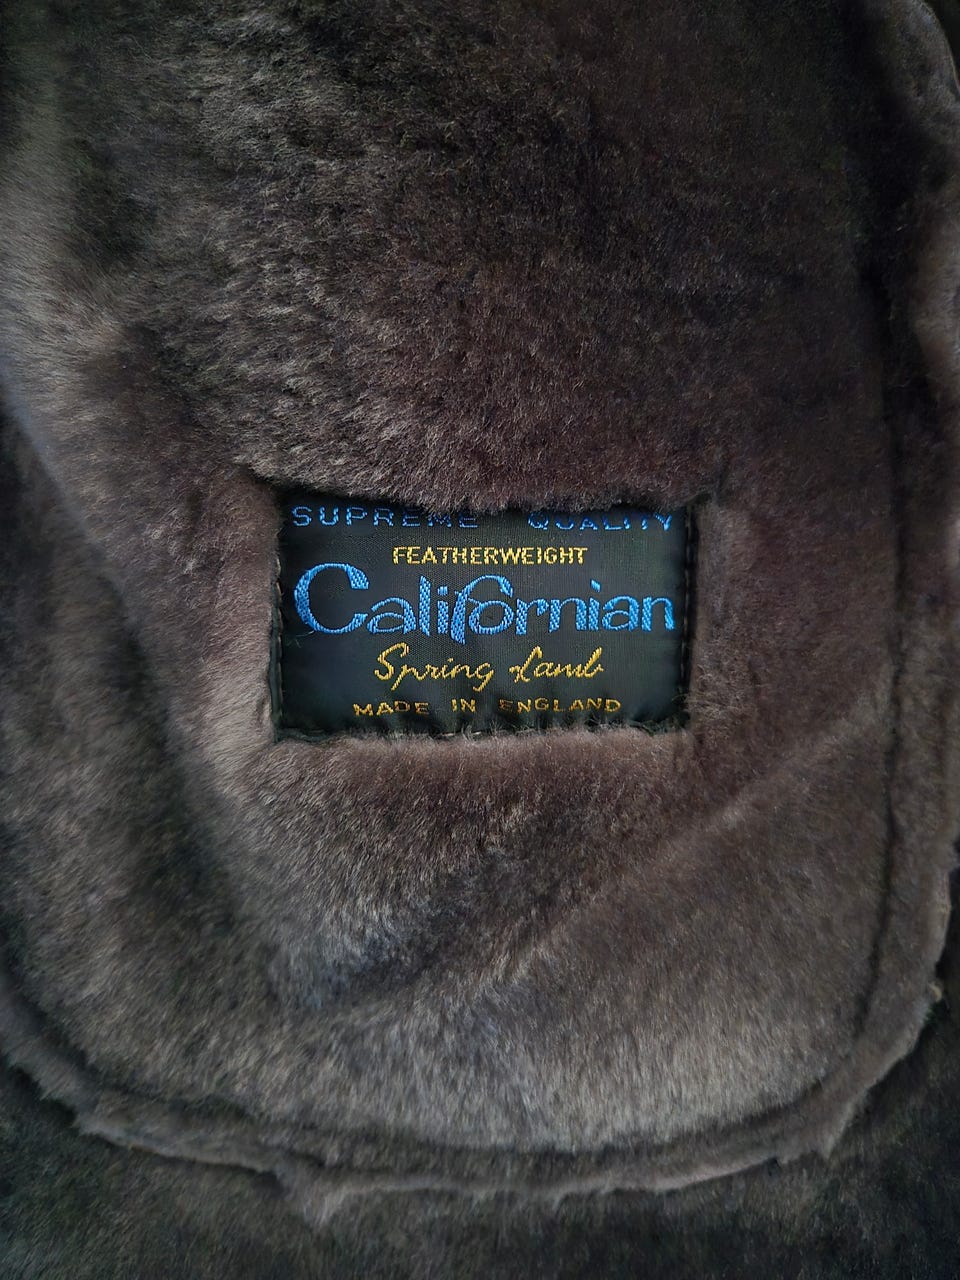 SUPREME QUALITY
FEATHERWEIGHT
Californian
Spring Lamb
MADE IN ENGLAND